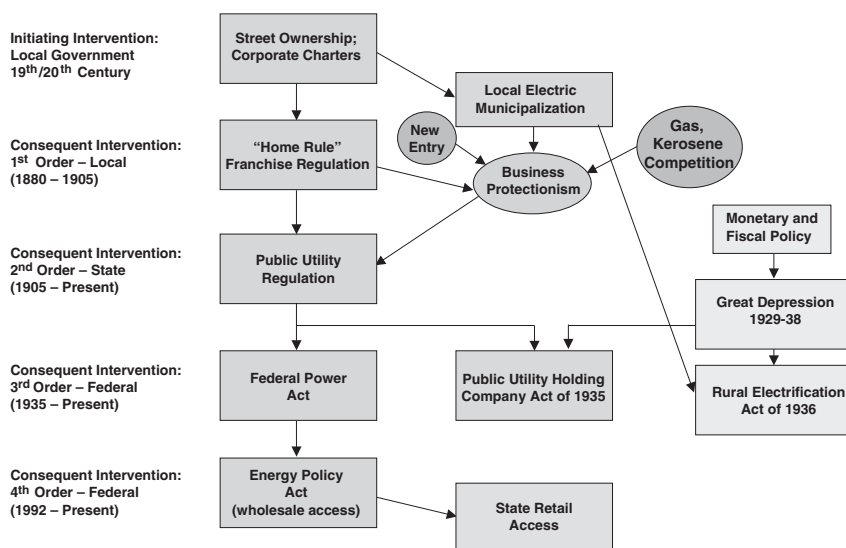 Initiating Intervention:
Local Government
19th/20th Century
Street Ownership;
Corporate Charters
Local Electric
Municipalization
New
Entry
Gas,
Kerosene
Competition
Consequent Intervention:
1st Order – Local
(1880 – 1905)
“Home Rule”
Franchise Regulation
Business
Protectionism
Monetary and
Fiscal Policy
Consequent Intervention:
2nd Order – State
(1905 – Present)
Public Utility
Regulation
Great Depression
1929-38
Consequent Intervention:
3rd Order – Federal
(1935 – Present)
Federal Power
Act
Public Utility Holding
Company Act of 1935
Rural Electrification
Act of 1936
Consequent Intervention:
4th Order – Federal
(1992 – Present)
Energy Policy
Act
(wholesale access)
State Retail
Access